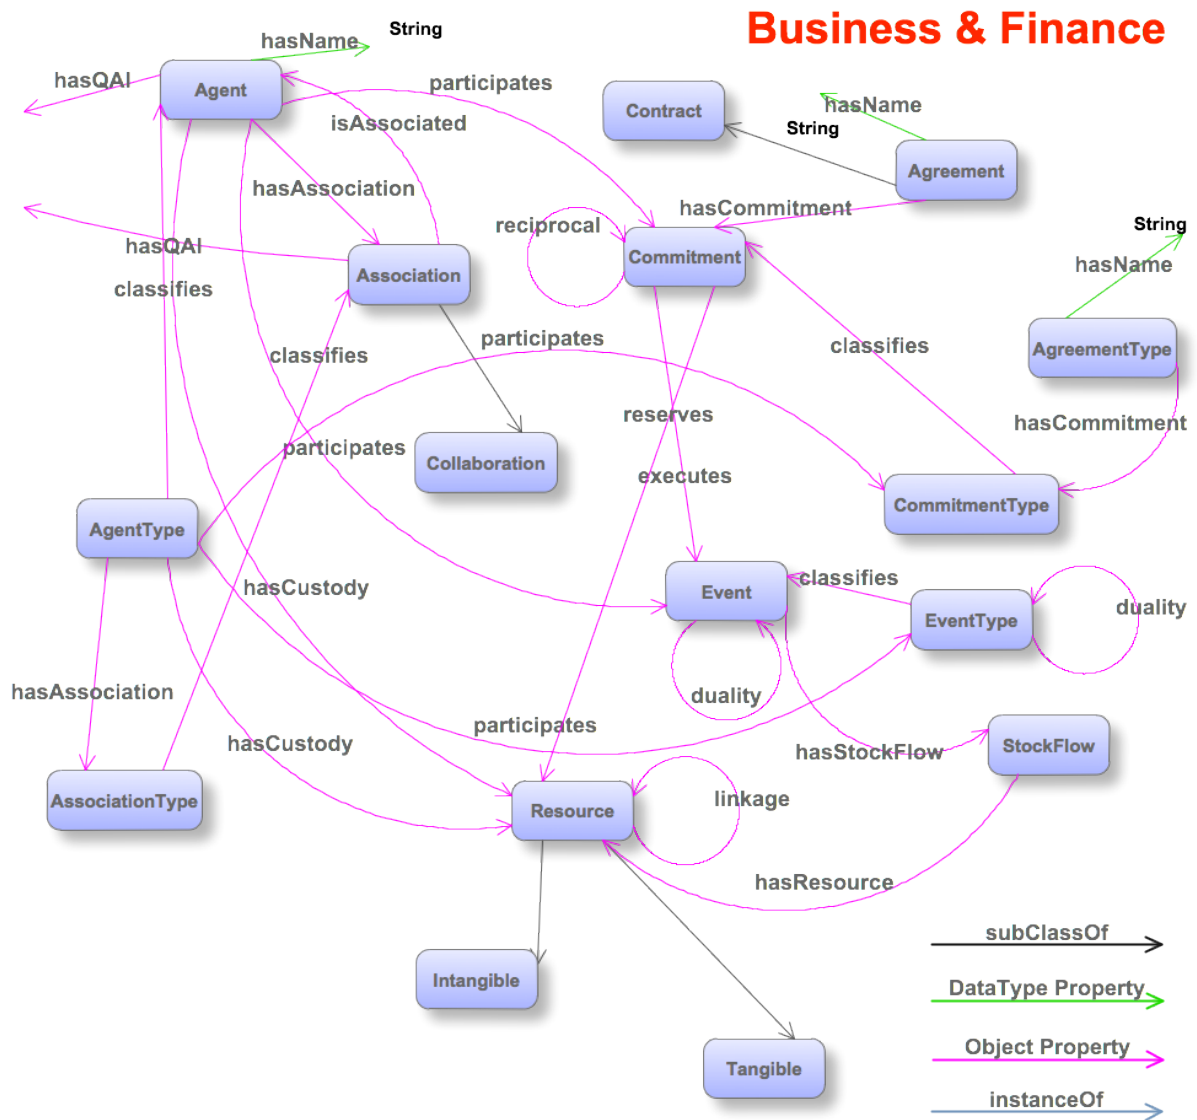 Business & Finance
hasName
String
hasQAI
Agent
participates
isAssociated
Contract
hasName
String
Agreement
hasAssociation
hasCommitment
reciprocal
String
hasQAI
Commitment
hasName
Association
classifies
participates
classifies
classifies
AgreementType
reserves
hasCommitment
participates
Collaboration
executes
CommitmentType
AgentType
hasCustody
Event
classifies
EventType
duality
hasAssociation
duality
participates
hasCustody
hasStockFlow
StockFlow
AssociationType
Resource
linkage
hasResource
subClassOf
Intangible
DataType Property
Object Property
Tangible
instanceOf